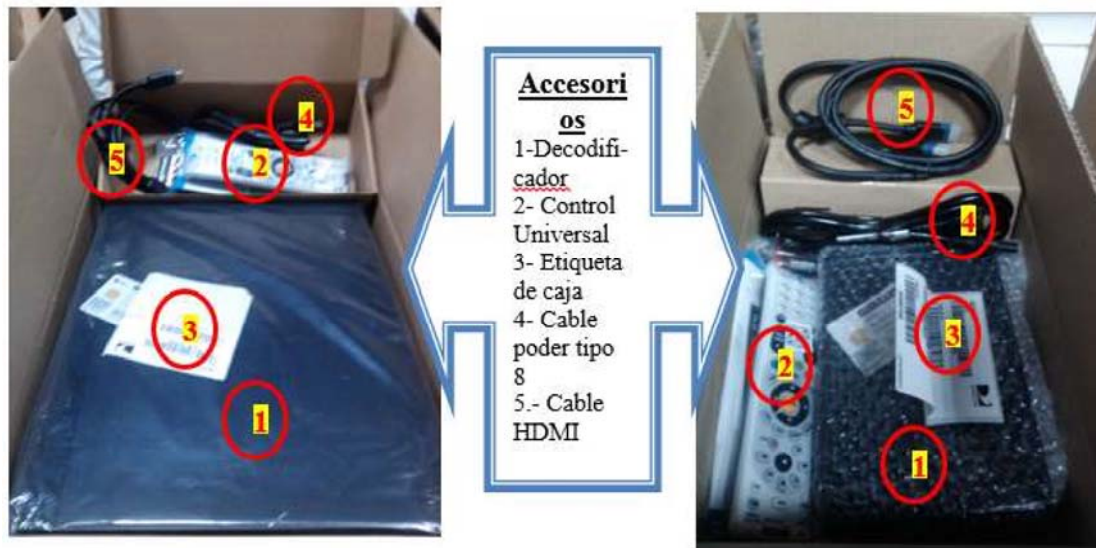 Accesori
os
1-Decodifi-
cador
2- Control
Universal
3- Etiqueta
de caja
4- Cable
poder tipo
8
5.- Cable
HDMI
4
5
2
3
1
5
4
3
2
1